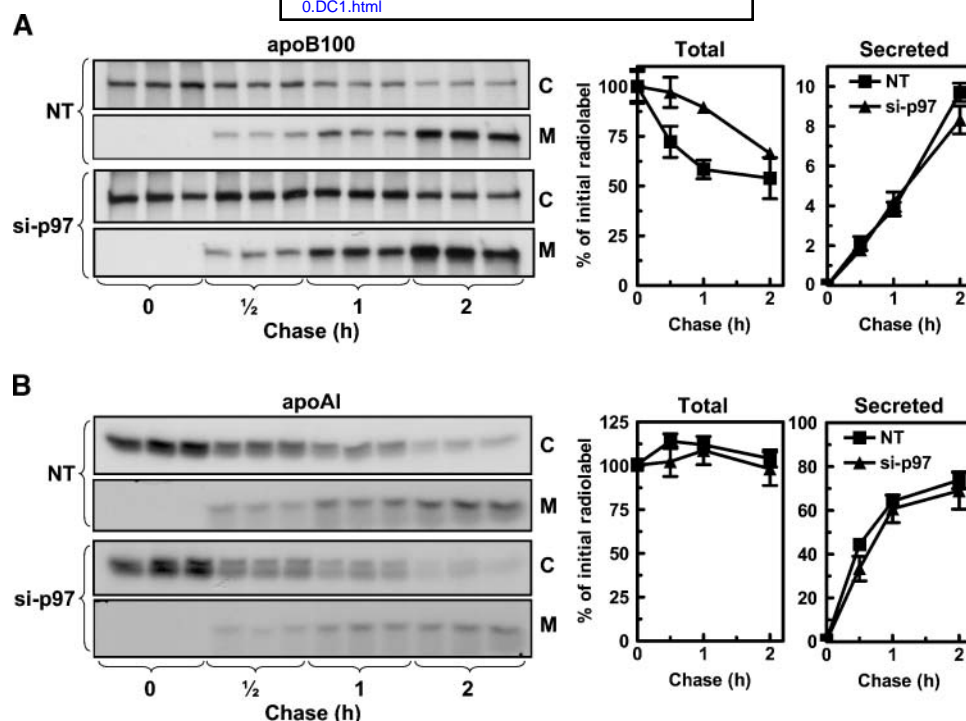 0.DC1.html
A
apoB100
NT
C
M
si-p97
C
M
0 ½ 1 2
Chase (h)
Total
% of initial radiolabel
100
75
50
25
0
0 1 2
Chase (h)
Secreted
NT
si-p97
10
8
6
4
2
0
0 1 2
Chase (h)
B
apoAI
NT
C
M
si-p97
C
M
0 ½ 1 2
Chase (h)
Total
% of initial radiolabel
125
100
75
50
25
0
0 1 2
Chase (h)
Secreted
NT
si-p97
100
80
60
40
20
0
0 1 2
Chase (h)